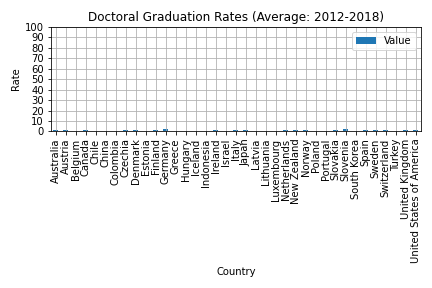 Doctoral Graduation Rates (Average: 2012-2018)
Value
Rate
100
90
80
70
60
50
40
30
20
10
0
Australia
Austria
Belgium
Canada
Chile
China
Colombia
Czechia
Denmark
Estonia
Finland
Germany
Greece
Hungary
Iceland
Indonesia
Ireland
Israel
Italy
Japan
Latvia
Lithuania
Luxembourg
Netherlands
New Zealand
Norway
Poland
Portugal
Slovakia
Slovenia
South Korea
Spain
Sweden
Switzerland
Turkey
United Kingdom
United States of America
Country